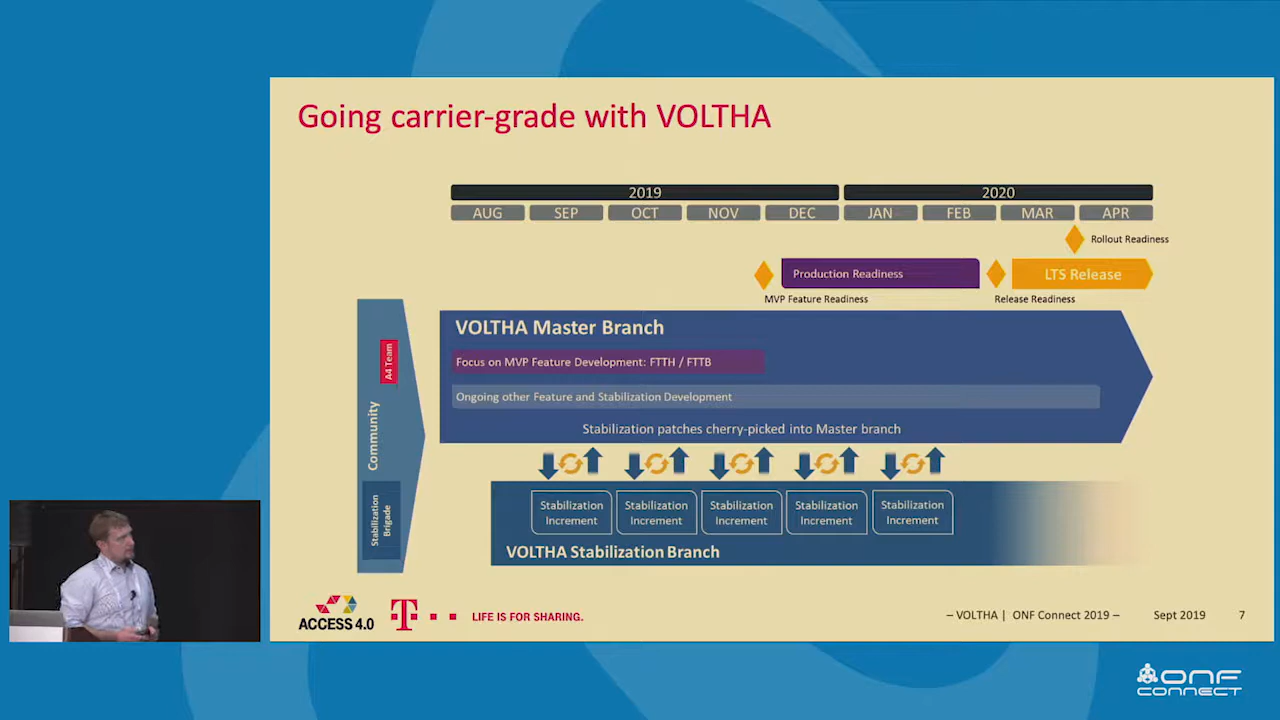 Going carrier-grade with VOLTHA
2019
2020
AUG
SEP
OCT
NOV
DEC
JAN
FEB
MAR
APR
Rollout Readiness
Production Readiness
LTS Release
MVP Feature Readiness
Release Readiness
VOLTHA Master Branch
A4 Team
Focus on MVP Feature Development: FTTH / FTTB
Ongoing other Feature and Stabilization Development
Community
Stabilization patches cherry-picked into Master branch
Stabilization
Brigade
Stabilization
Increment
Stabilization
Increment
Stabilization
Increment
Stabilization
Increment
Stabilization
Increment
VOLTHA Stabilization Branch
ACCESS 4.0
T
LIFE IS FOR SHARING.
– VOLTHA | ONF Connect 2019 –
Sept 2019
7
ONF
CONNECT